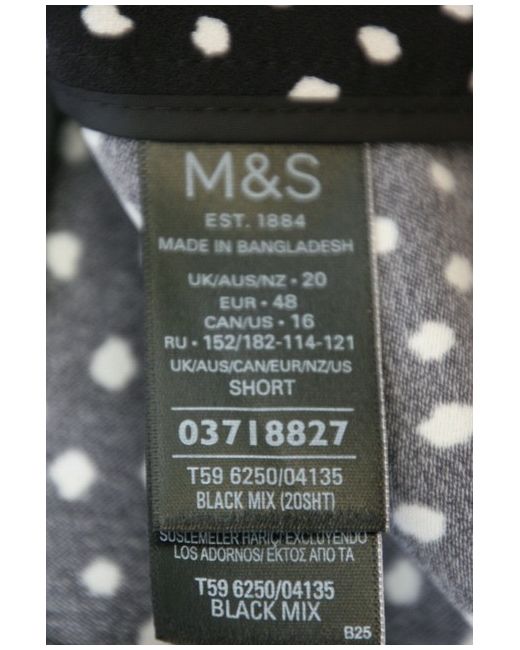 M&S
EST. 1884
MADE IN BANGLADESH
UK/AUS/NZ • 20
EUR • 48
CAN/US • 16
RU • 152/182-114-121
UK/AUS/CAN/EUR/NZ/US
SHORT
03718827
T59 6250/04135
BLACK MIX (20SHT)
SÜSLEMELER HARİÇ/ EXCLUYENDO
LOS ADORNOS/ ΕΚΤΟΣ ΑΠΟ ΤΑ
T59 6250/04135
BLACK MIX
B25